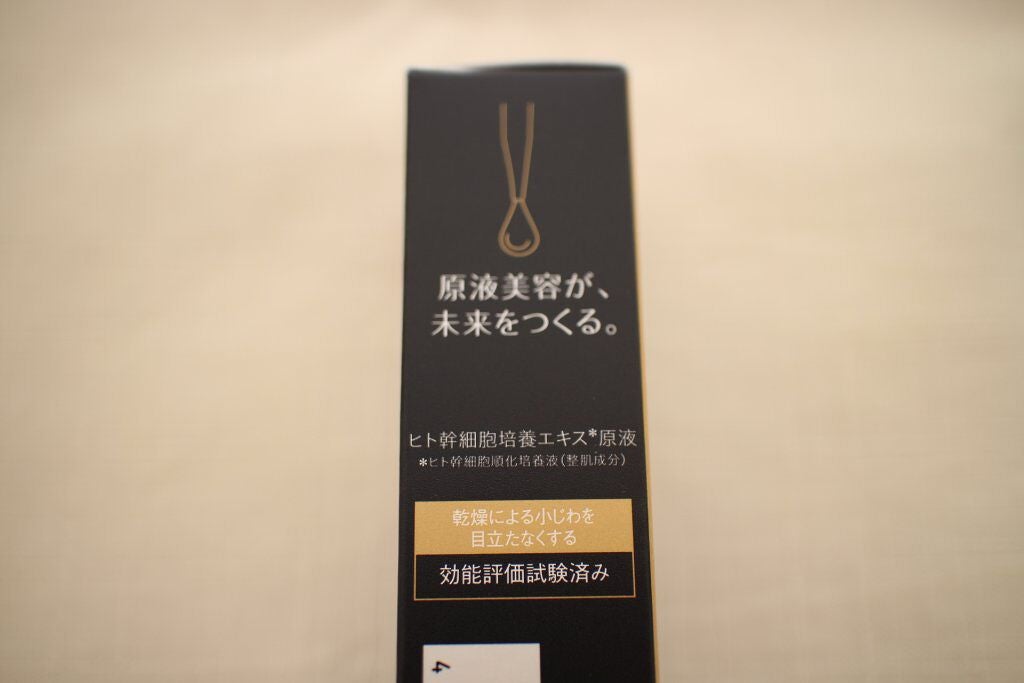 原液美容が、
未来をつくる。
ヒト幹細胞培養エキス*原液
*ヒト幹細胞順化培養液(整肌成分)
乾燥による小じわを
目立たなくする
効能評価試験済み
4